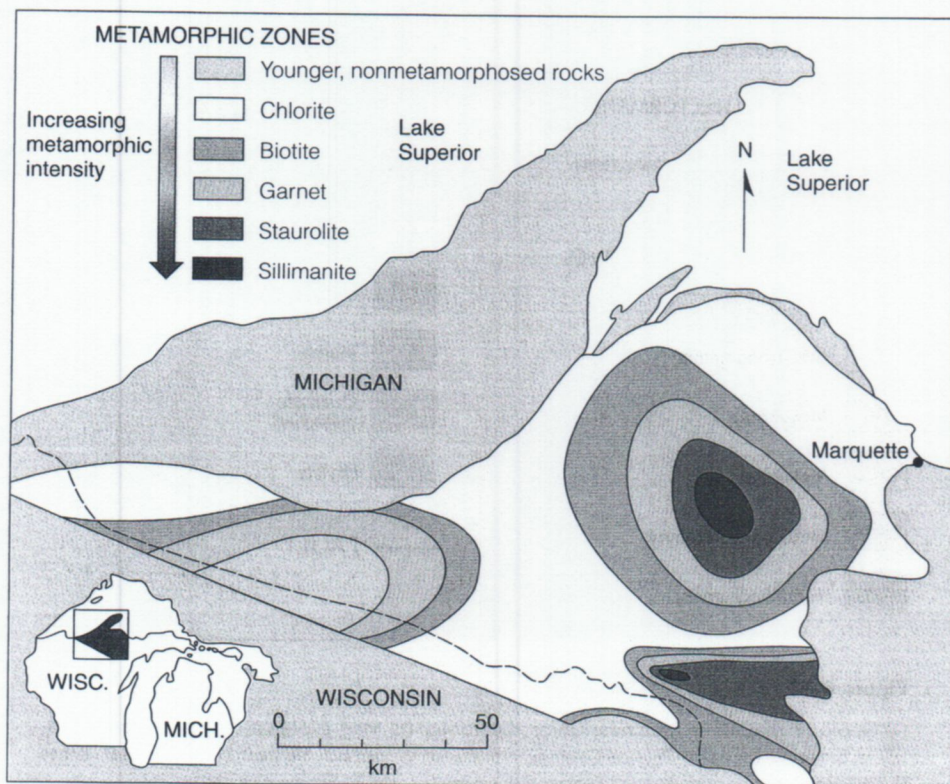 METAMORPHIC ZONES
Increasing
metamorphic
intensity
Younger, nonmetamorphosed rocks
Chlorite
Biotite
Garnet
Staurolite
Sillimanite
Lake
Superior
N
Lake
Superior
MICHIGAN
Marquette
WISC.
MICH.
WISCONSIN
0 50
km